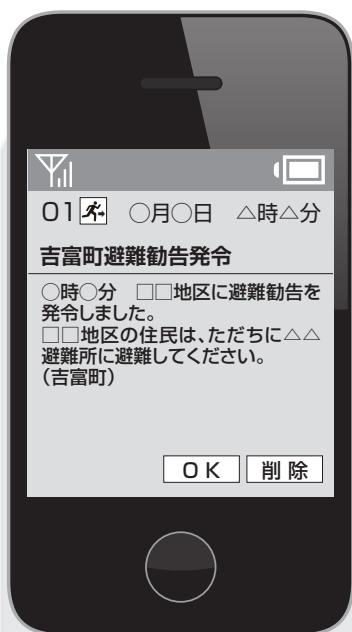 01 ○月○日 △時△分
吉富町避難勧告発令
○時○分 □□地区に避難勧告を
発令しました。
□□地区の住民は、ただちに△△
避難所に避難してください。
(吉富町)
OK 削除